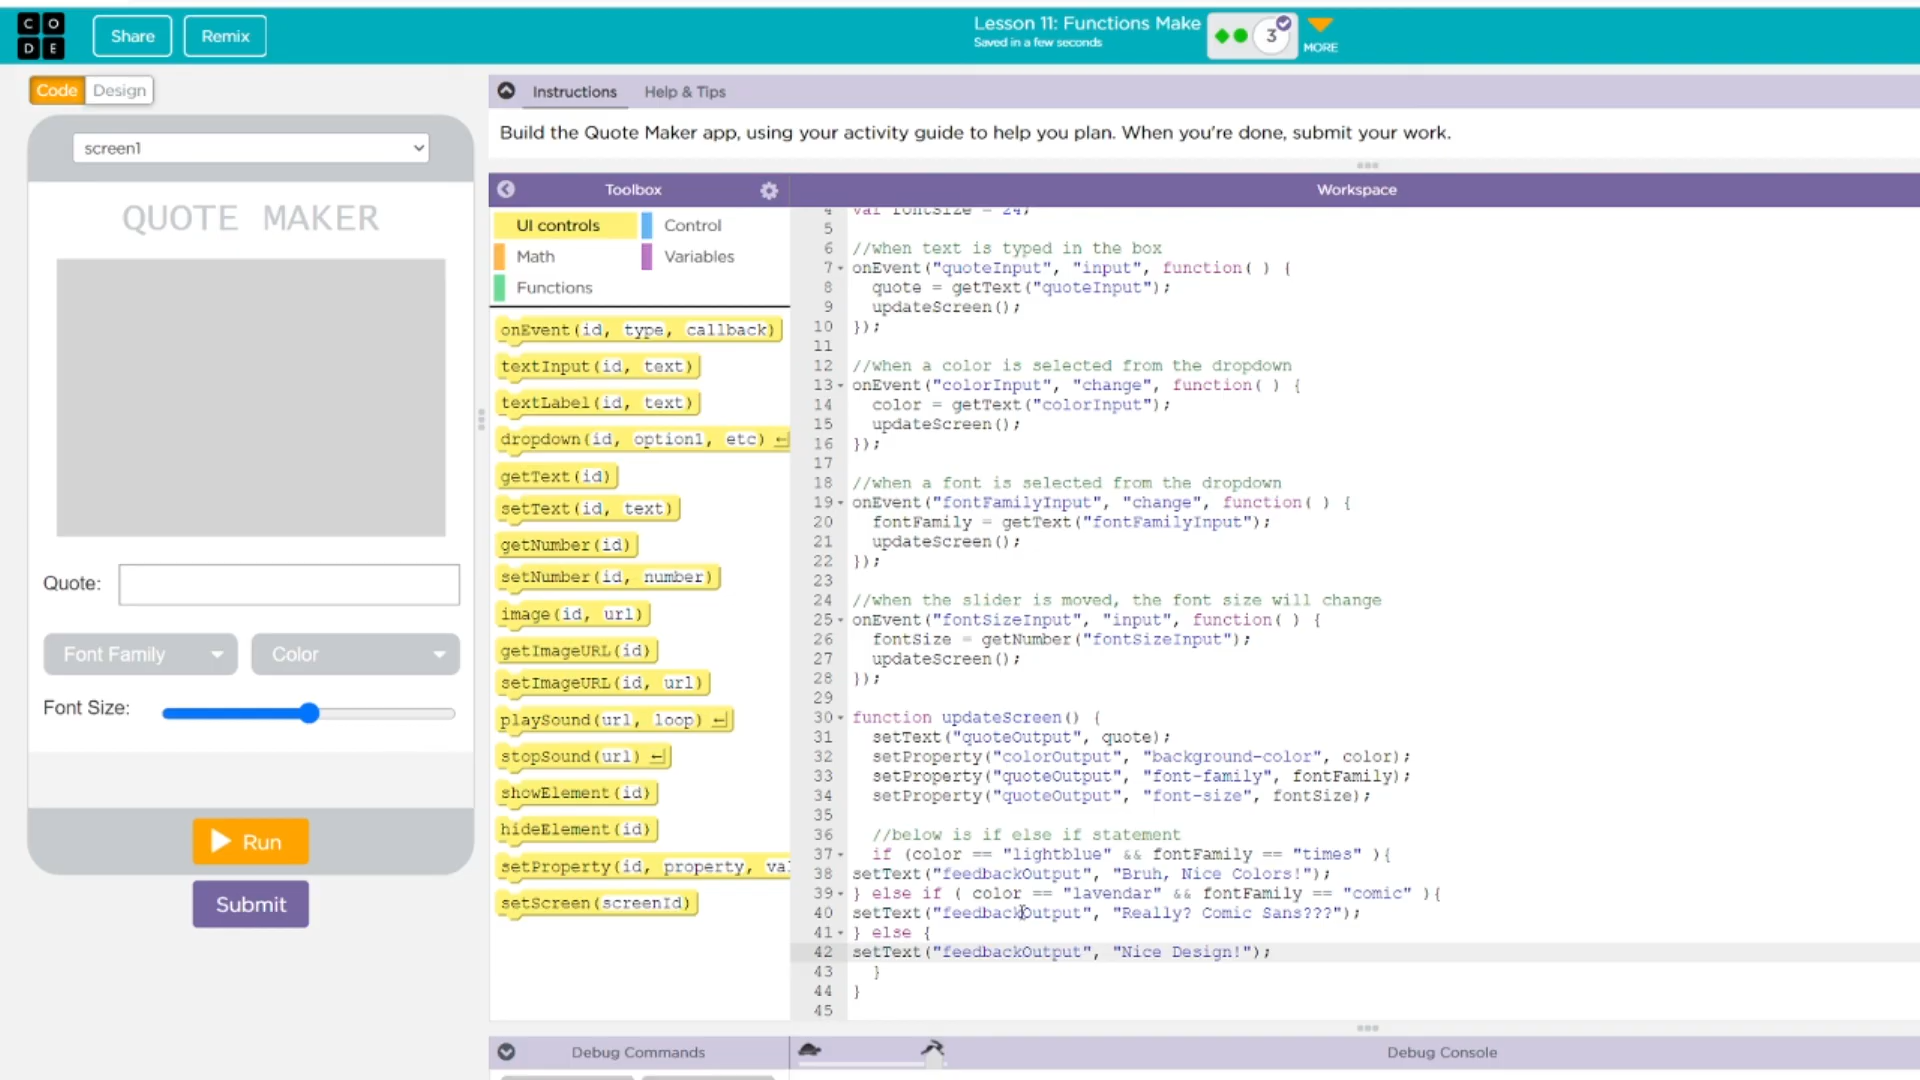 CODE
Share
Remix
Lesson 11: Functions Make
Saved in a few seconds
3
MORE
Code
Design
Instructions
Help & Tips
Build the Quote Maker app, using your activity guide to help you plan. When you're done, submit your work.
screen1
QUOTE MAKER
Quote:
Font Family
Color
Font Size:
Run
Submit
Toolbox
UI controls
Control
Math
Variables
Functions
onEvent(id, type, callback)
textInput(id, text)
textLabel(id, text)
dropdown(id, option1, etc)
getText(id)
setText(id, text)
getNumber(id)
setNumber(id, number)
image(id, url)
getImageURL(id)
setImageURL(id, url)
playSound(url, loop)
stopSound(url)
showElement(id)
hideElement(id)
setProperty(id, property, va
setScreen(screenId)
Workspace
4 var fontSize = 24;
5
6 //when text is typed in the box
7 onEvent("quoteInput", "input", function( ) {
8 quote = getText("quoteInput");
9 updateScreen();
10 });
11
12 //when a color is selected from the dropdown
13 onEvent("colorInput", "change", function( ) {
14 color = getText("colorInput");
15 updateScreen();
16 });
17
18 //when a font is selected from the dropdown
19 onEvent("fontFamilyInput", "change", function( ) {
20 fontFamily = getText("fontFamilyInput");
21 updateScreen();
22 });
23
24 //when the slider is moved, the font size will change
25 onEvent("fontSizeInput", "input", function( ) {
26 fontSize = getNumber("fontSizeInput");
27 updateScreen();
28 });
29
30 function updateScreen() {
31 setText("quoteOutput", quote);
32 setProperty("colorOutput", "background-color", color);
33 setProperty("quoteOutput", "font-family", fontFamily);
34 setProperty("quoteOutput", "font-size", fontSize);
35
36 //below is if else if statement
37 if (color == "lightblue" && fontFamily == "times" ){
38 setText("feedbackOutput", "Bruh, Nice Colors!");
39 } else if ( color == "lavendar" && fontFamily == "comic" ){
40 setText("feedbackOutput", "Really? Comic Sans???");
41 } else {
42 setText("feedbackOutput", "Nice Design!");
43 }
44 }
45
Debug Commands
Debug Console